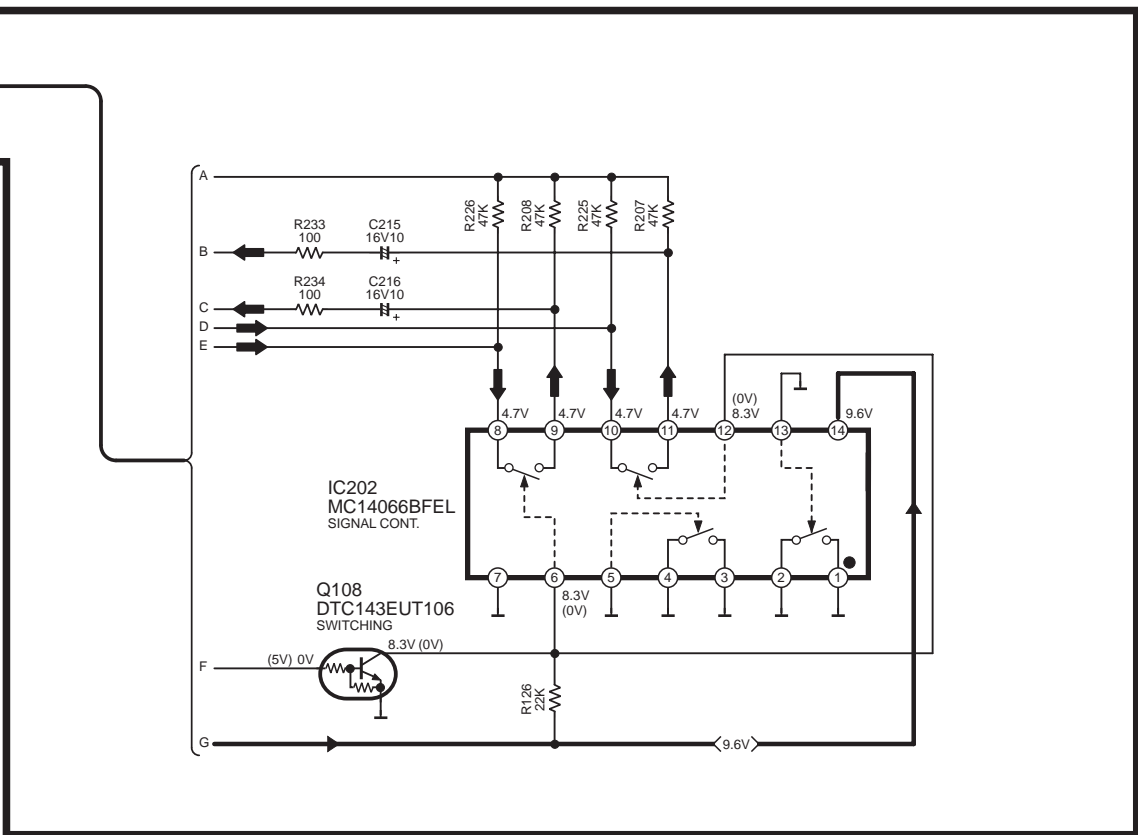 A
R226
47K
R208
47K
R225
47K
R207
47K
R233
100
C215
16V10
+
B
R234
100
C216
16V10
+
C
D
E
4.7V
4.7V
4.7V
4.7V
(0V)
8.3V
9.6V
8
9
10
11
12
13
14
IC202
MC14066BFEL
SIGNAL CONT.
7
6
5
4
3
2
1
8.3V
(0V)
Q108
DTC143EUT106
SWITCHING
8.3V (0V)
F
(5V) 0V
R126
22K
G
9.6V